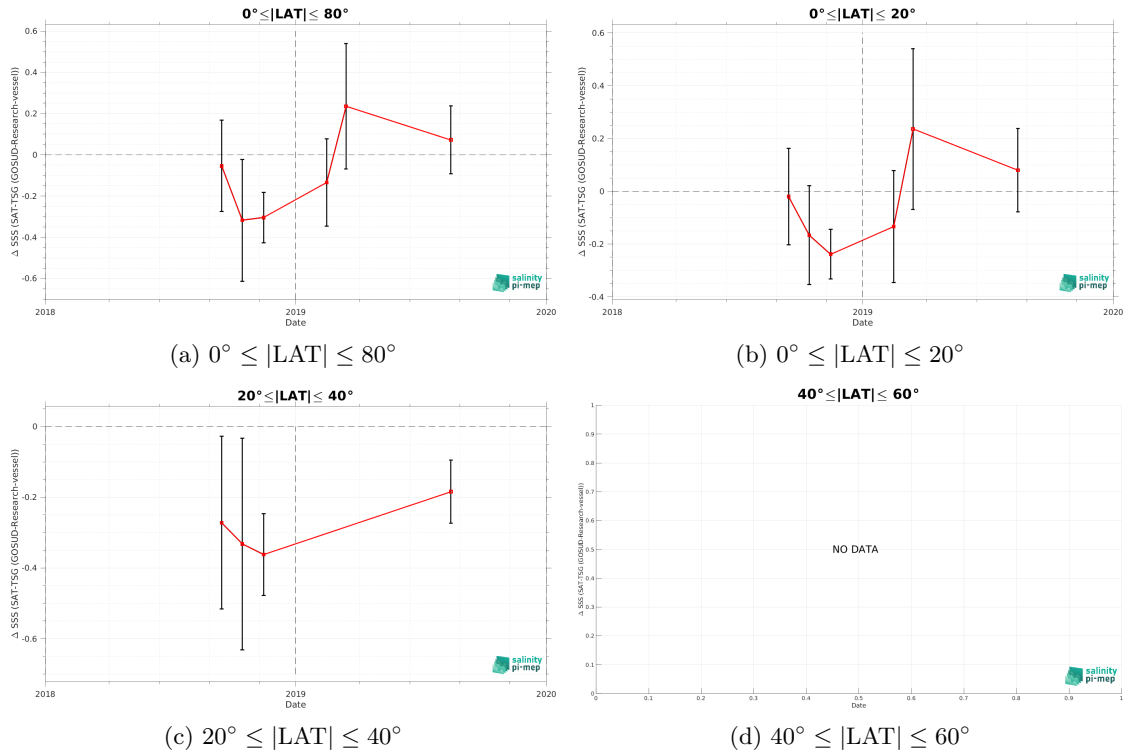 0°≤|LAT|≤ 80°
Δ SSS (SAT-TSG (GOSUD-Research-vessel))
0.6
0.4
0.2
0
-0.2
-0.4
-0.6
2018
2019
2020
Date
salinity
pi-mep
(a) 0° ≤ |LAT| ≤ 80°
0°≤|LAT|≤ 20°
Δ SSS (SAT-TSG (GOSUD-Research-vessel))
0.6
0.4
0.2
0
-0.2
-0.4
2018
2019
2020
Date
salinity
pi-mep
(b) 0° ≤ |LAT| ≤ 20°
20°≤|LAT|≤ 40°
Δ SSS (SAT-TSG (GOSUD-Research-vessel))
0
-0.2
-0.4
-0.6
2018
2019
2020
Date
salinity
pi-mep
(c) 20° ≤ |LAT| ≤ 40°
40°≤|LAT|≤ 60°
Δ SSS (SAT-TSG (GOSUD-Research-vessel))
1
0.9
0.8
0.7
0.6
0.5
0.4
0.3
0.2
0.1
0
NO DATA
0 0.1 0.2 0.3 0.4 0.5 0.6 0.7 0.8 0.9 1
Date
salinity
pi-mep
(d) 40° ≤ |LAT| ≤ 60°